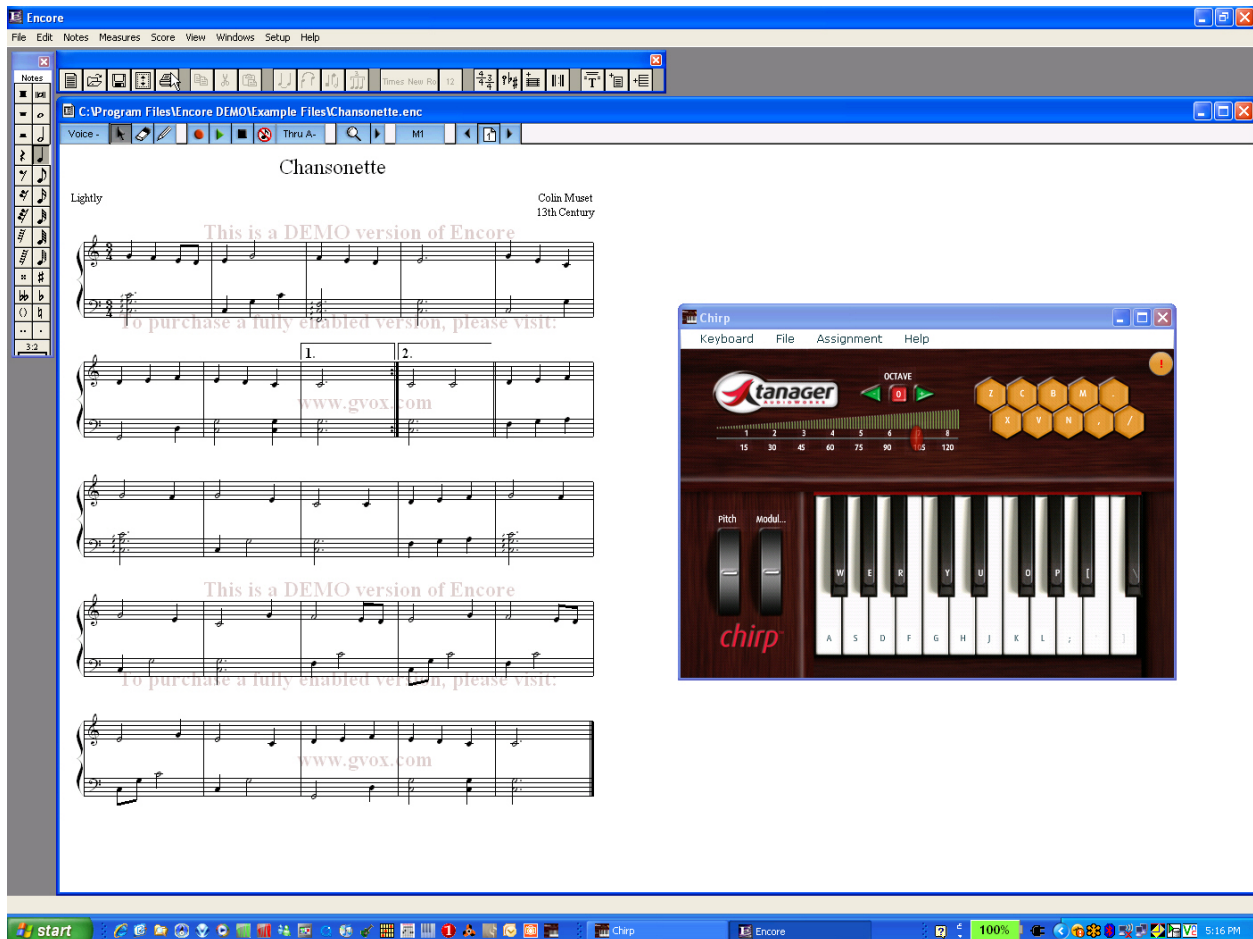 Encore
File Edit Notes Measures Score View Windows Setup Help
Notes
Times New Ro 12
C:\Program Files\Encore DEMO\Example Files\Chansonette.enc
Voice - Thru A- M1 1
3:2
Chansonette
Lightly
Colin Muset
13th Century
This is a DEMO version of Encore
To purchase a fully enabled version, please visit:
1. 2.
www.gvox.com
This is a DEMO version of Encore
To purchase a fully enabled version, please visit:
www.gvox.com
Chirp
Keyboard File Assignment Help
tanager
AUDIOWORKS
OCTAVE
- 0 +
Z C B M .
X V N , /
!
1 2 3 4 5 6 7 8
15 30 45 60 75 90 105 120
Pitch Modul...
W E R Y U O P [ \
A S D F G H J K L ; ' ]
chirp
start Chirp Encore 100% 5:16 PM